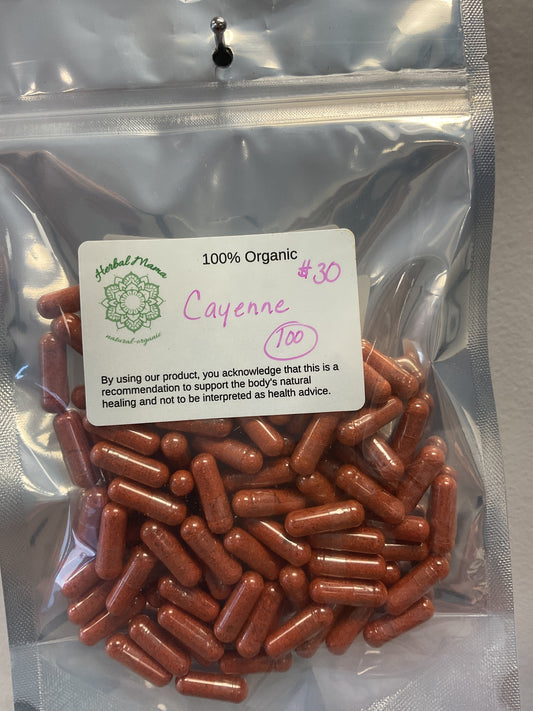 Herbal Mama
natural-organic
100% Organic
$30
Cayenne
100
By using our product, you acknowledge that this is a
recommendation to support the body's natural
healing and not to be interpreted as health advice.